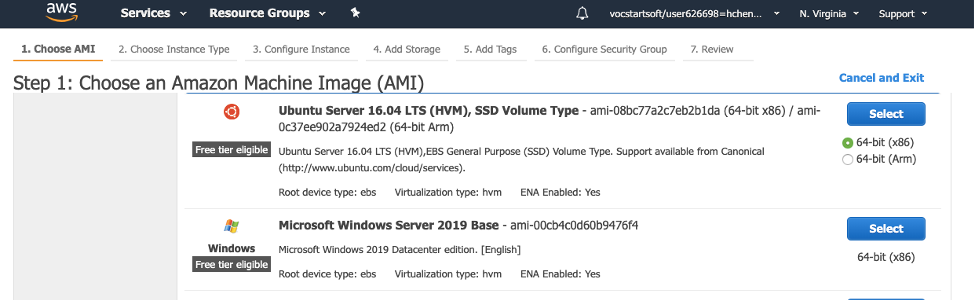 aws Services Resource Groups vocstartsoft/user626698=hchen... N. Virginia Support
1. Choose AMI 2. Choose Instance Type 3. Configure Instance 4. Add Storage 5. Add Tags 6. Configure Security Group 7. Review
Step 1: Choose an Amazon Machine Image (AMI) Cancel and Exit
Ubuntu Server 16.04 LTS (HVM), SSD Volume Type - ami-08bc77a2c7eb2b1da (64-bit x86) / ami-
0c37ee902a7924ed2 (64-bit Arm)
Select
Free tier eligible
Ubuntu Server 16.04 LTS (HVM),EBS General Purpose (SSD) Volume Type. Support available from Canonical
(http://www.ubuntu.com/cloud/services).
64-bit (x86)
64-bit (Arm)
Root device type: ebs Virtualization type: hvm ENA Enabled: Yes
Microsoft Windows Server 2019 Base - ami-00cb4c0d60b9476f4
Select
Windows
Free tier eligible
Microsoft Windows 2019 Datacenter edition. [English]
64-bit (x86)
Root device type: ebs Virtualization type: hvm ENA Enabled: Yes